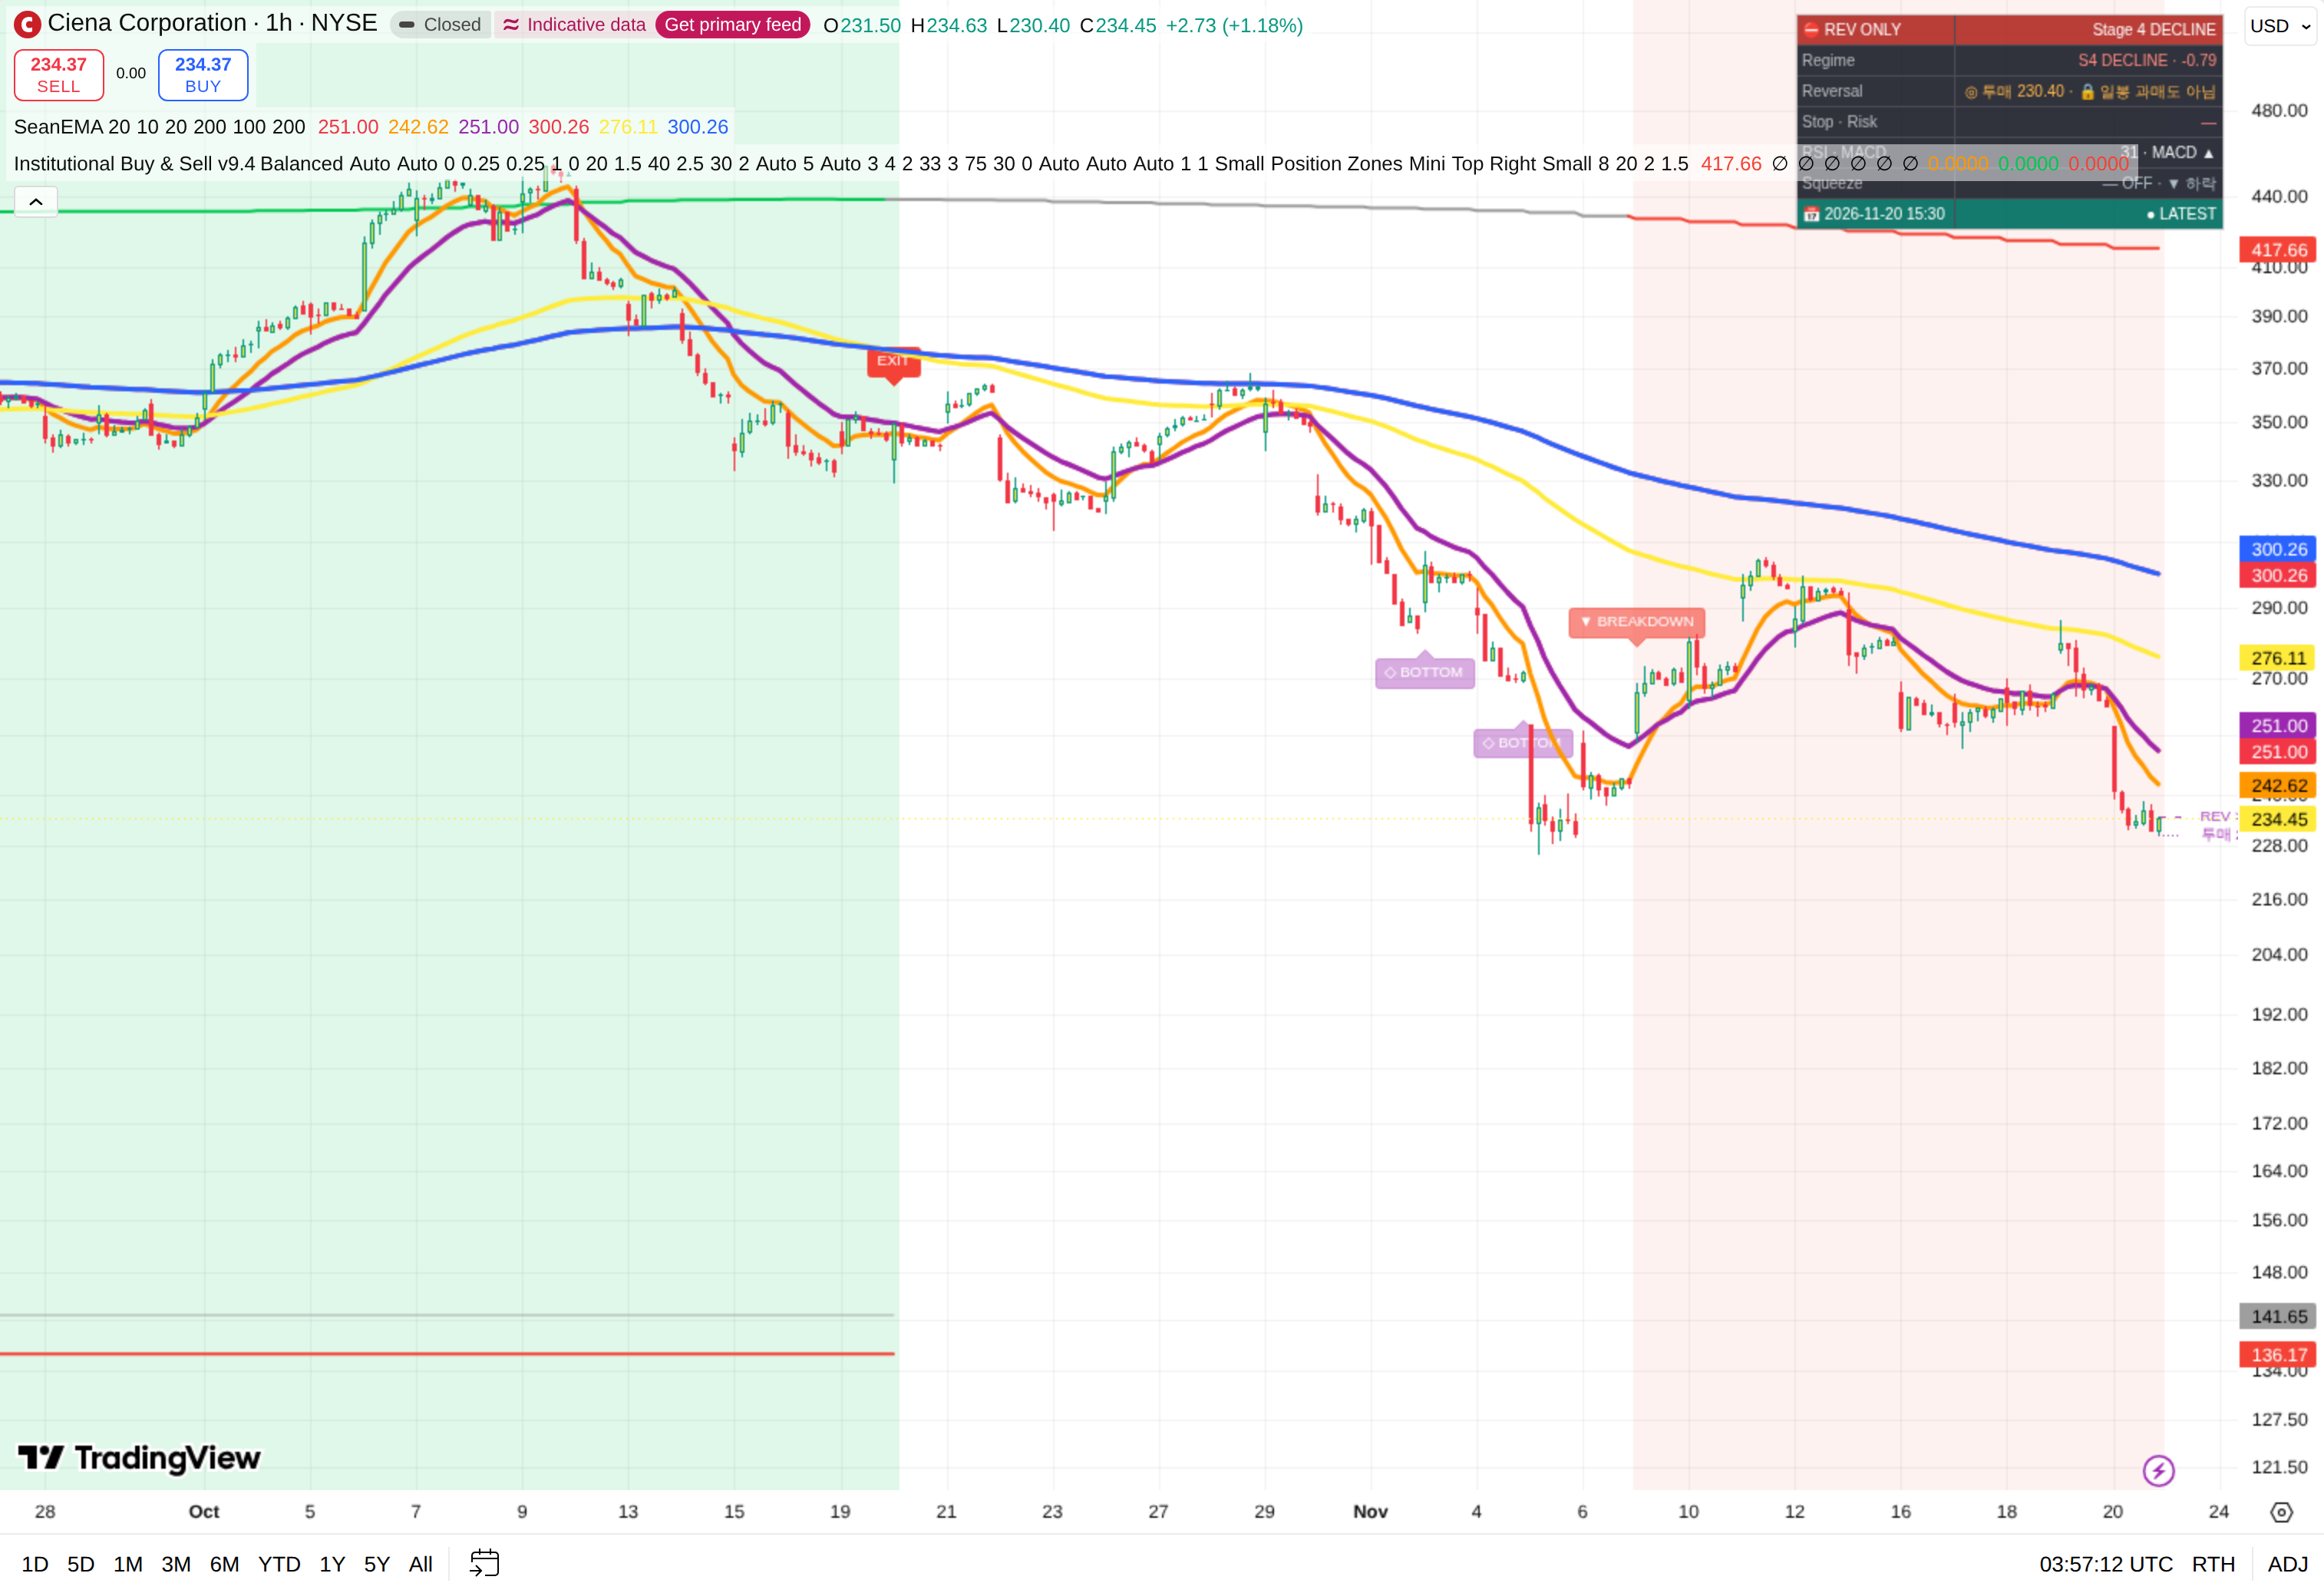 Ciena Corporation · 1h · NYSE Closed Indicative data Get primary feed O231.50 H234.63 L230.40 C234.45 +2.73 (+1.18%)
234.37 SELL 0.00 234.37 BUY
SeanEMA 20 10 20 200 100 200 251.00 242.62 251.00 300.26 276.11 300.26
Institutional Buy & Sell v9.4 Balanced Auto Auto 0 0.25 0.25 1 0 20 1.5 40 2.5 30 2 Auto 5 Auto 3 4 2 33 3 75 30 0 Auto Auto Auto 1 1 Small Position Zones Mini Top Right Small 8 20 2 1.5 417.66 ∅ ∅ ∅ ∅ ∅ ∅ 0.0000 0.0000 0.0000
REV ONLY Stage 4 DECLINE
Regime S4 DECLINE · -0.79
Reversal ◎ 투매 230.40 · 🔒 일봉 과매도 아님
Stop · Risk —
RSI · MACD 31 · MACD ▲
Squeeze — OFF · ▼ 하락
📅 2026-11-20 15:30 ● LATEST
USD
480.00
440.00
417.66
410.00
390.00
370.00
350.00
330.00
300.26
300.26
290.00
276.11
270.00
251.00
251.00
242.62
234.45
228.00
216.00
204.00
192.00
182.00
172.00
164.00
156.00
148.00
141.65
136.17
134.00
127.50
121.50
EXIT
◇ BOTTOM
◇ BOTTOM
▼ BREAKDOWN
REV
투매
TradingView
28 Oct 5 7 9 13 15 19 21 23 27 29 Nov 4 6 10 12 16 18 20 24
1D 5D 1M 3M 6M YTD 1Y 5Y All 03:57:12 UTC RTH ADJ